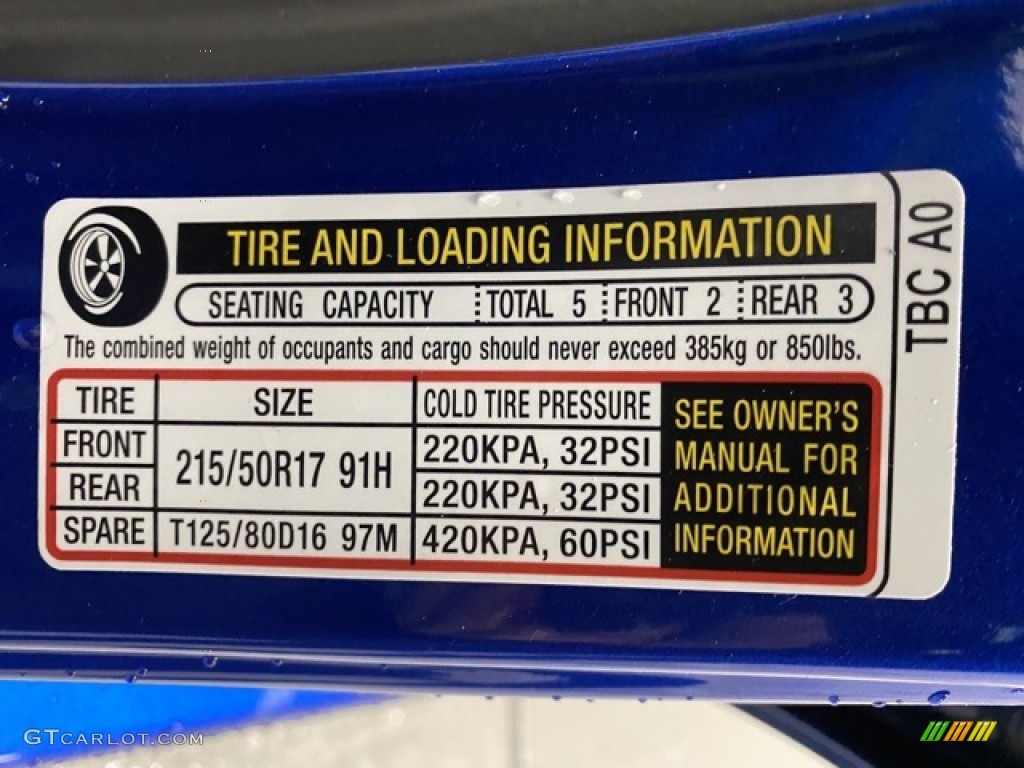 TIRE AND LOADING INFORMATION
SEATING CAPACITY TOTAL 5 FRONT 2 REAR 3
The combined weight of occupants and cargo should never exceed 385kg or 850lbs.
TIRE SIZE COLD TIRE PRESSURE
FRONT 215/50R17 91H 220KPA, 32PSI
REAR 220KPA, 32PSI
SPARE T125/80D16 97M 420KPA, 60PSI
SEE OWNER'S
MANUAL FOR
ADDITIONAL
INFORMATION
TBC A0
GTCARLOT.COM